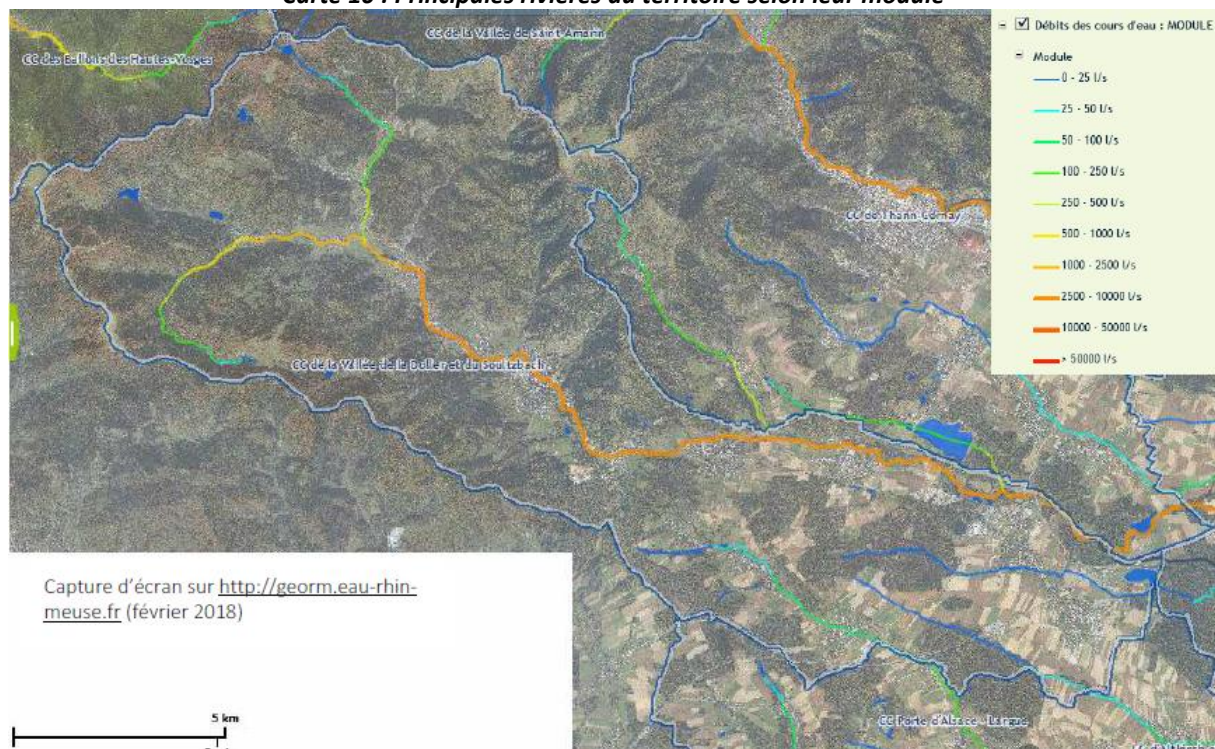 Carte 10 : Principales rivières du territoire selon leur module
CC des Ballons des Hautes-Vosges
CC de la Vallée de Saint-Amarin
Débits des cours d'eau : MODULE
Module
0 - 25 l/s
25 - 50 l/s
50 - 100 l/s
100 - 250 l/s
250 - 500 l/s
500 - 1000 l/s
1000 - 2500 l/s
2500 - 10000 l/s
10000 - 50000 l/s
> 50000 l/s
CC de Thann-Cernay
CC de la Vallée de la Doller et du Soultzbach
Capture d'écran sur http://georm.eau-rhin-
meuse.fr (février 2018)
5 km
CC Porte d'Alsace - Largue